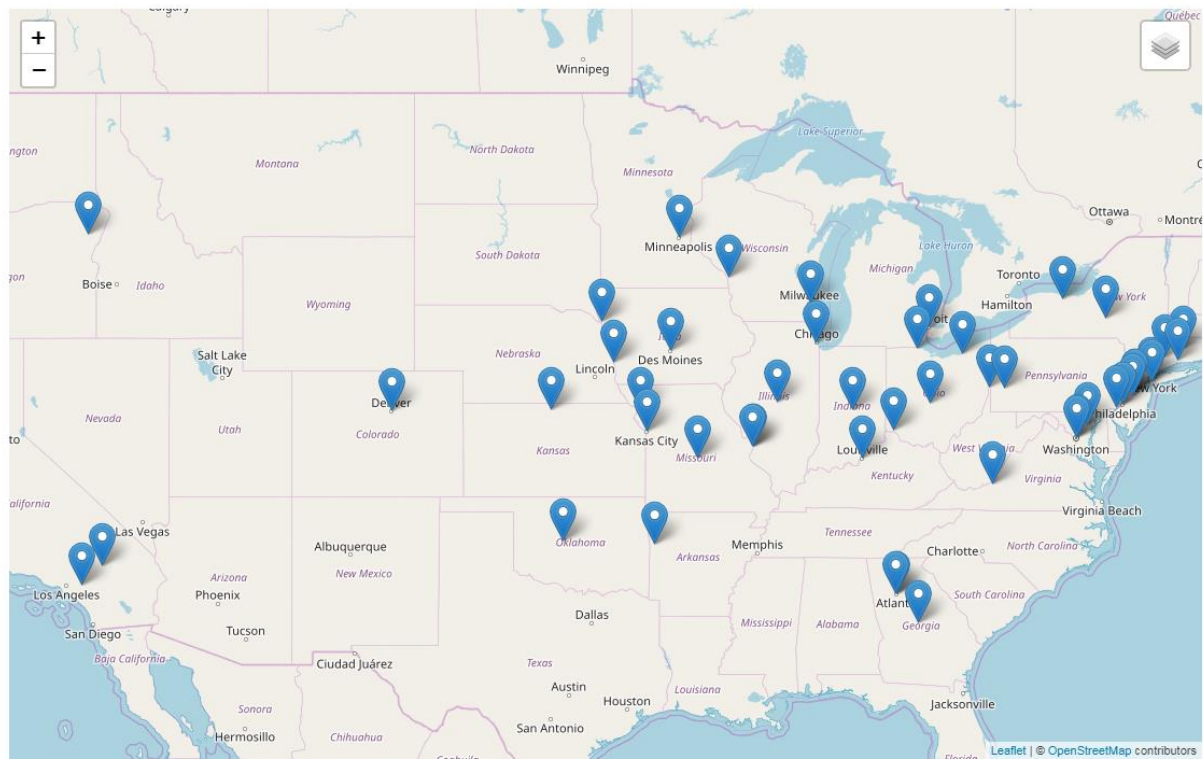 Calgary
Québec
+
−
Winnipeg
Lake Superior
ngton
Montana
North Dakota
Minnesota
Ottawa
Montré
Minneapolis
Wisconsin
Lake Huron
South Dakota
Michigan
Toronto
gon
Boise
Idaho
Hamilton
New York
Wyoming
Milwaukee
Chicago
Nebraska
Des Moines
Salt Lake
City
Lincoln
Pennsylvania
New York
Denver
Illinois
Indiana
Ohio
Nevada
Utah
Colorado
Philadelphia
to
Kansas City
Washington
Kansas
Missouri
Louisville
West Virginia
Kentucky
Virginia
alifornia
Virginia Beach
Las Vegas
Albuquerque
Oklahoma
Memphis
Tennessee
Charlotte
North Carolina
Arkansas
New Mexico
Arizona
Los Angeles
Phoenix
South Carolina
Atlant
Dallas
Mississippi
Alabama
Georgia
San Diego
Tucson
Baja California
Ciudad Juárez
Texas
Austin
Louisiana
Houston
Jacksonville
Sonora
San Antonio
Hermosillo
Chihuahua
Coahuila
Florida
Leaflet | © OpenStreetMap contributors